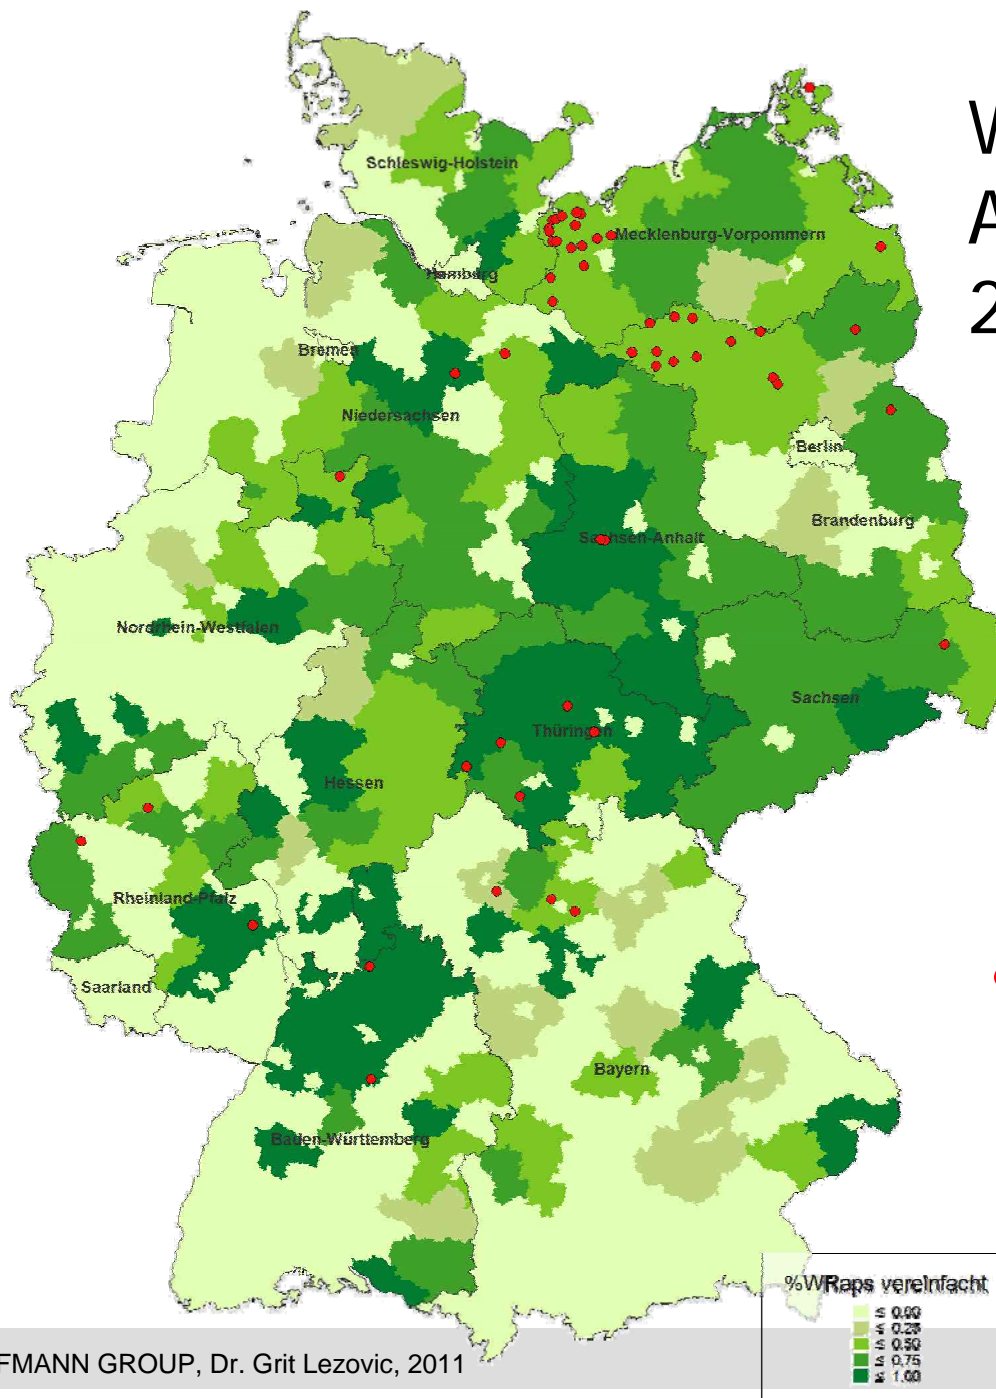 W
A
2
Schleswig-Holstein
Mecklenburg-Vorpommern
Hamburg
Bremen
Niedersachsen
Berlin
Brandenburg
Sachsen-Anhalt
Nordrhein-Westfalen
Sachsen
Thüringen
Hessen
Rheinland-Pfalz
Saarland
Bayern
Baden-Württemberg
%WRaps vereinfacht
≤ 0,00
≤ 0,25
≤ 0,50
≤ 0,75
≤ 1,00
FMANN GROUP, Dr. Grit Lezovic, 2011